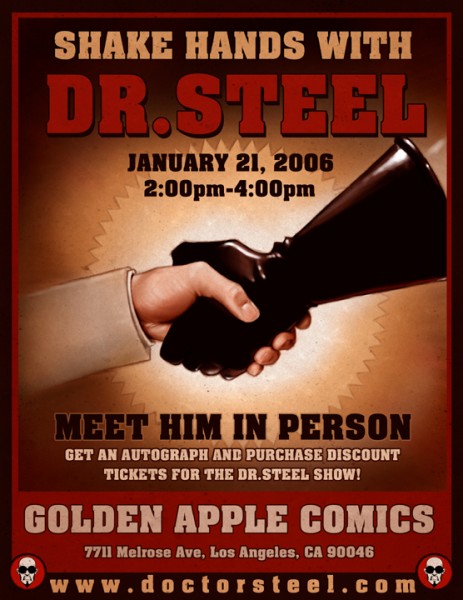 SHAKE HANDS WITH
DR.STEEL
JANUARY 21, 2006
2:00pm-4:00pm
MEET HIM IN PERSON
GET AN AUTOGRAPH AND PURCHASE DISCOUNT
TICKETS FOR THE DR.STEEL SHOW!
GOLDEN APPLE COMICS
7711 Melrose Ave, Los Angeles, CA 90046
www.doctorsteel.com